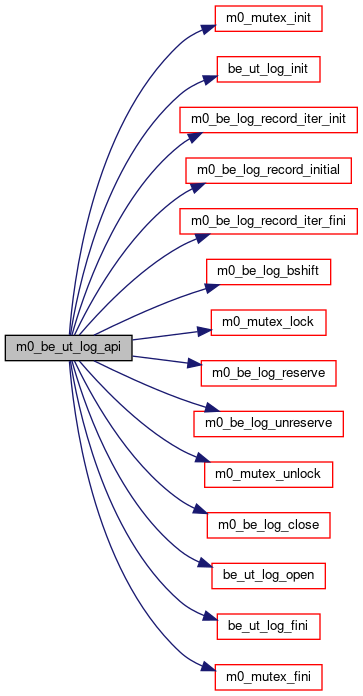 m0_mutex_init
be_ut_log_init
m0_be_log_record_iter_init
m0_be_log_record_initial
m0_be_log_record_iter_fini
m0_be_log_bshift
m0_mutex_lock
m0_be_ut_log_api
m0_be_log_reserve
m0_be_log_unreserve
m0_mutex_unlock
m0_be_log_close
be_ut_log_open
be_ut_log_fini
m0_mutex_fini